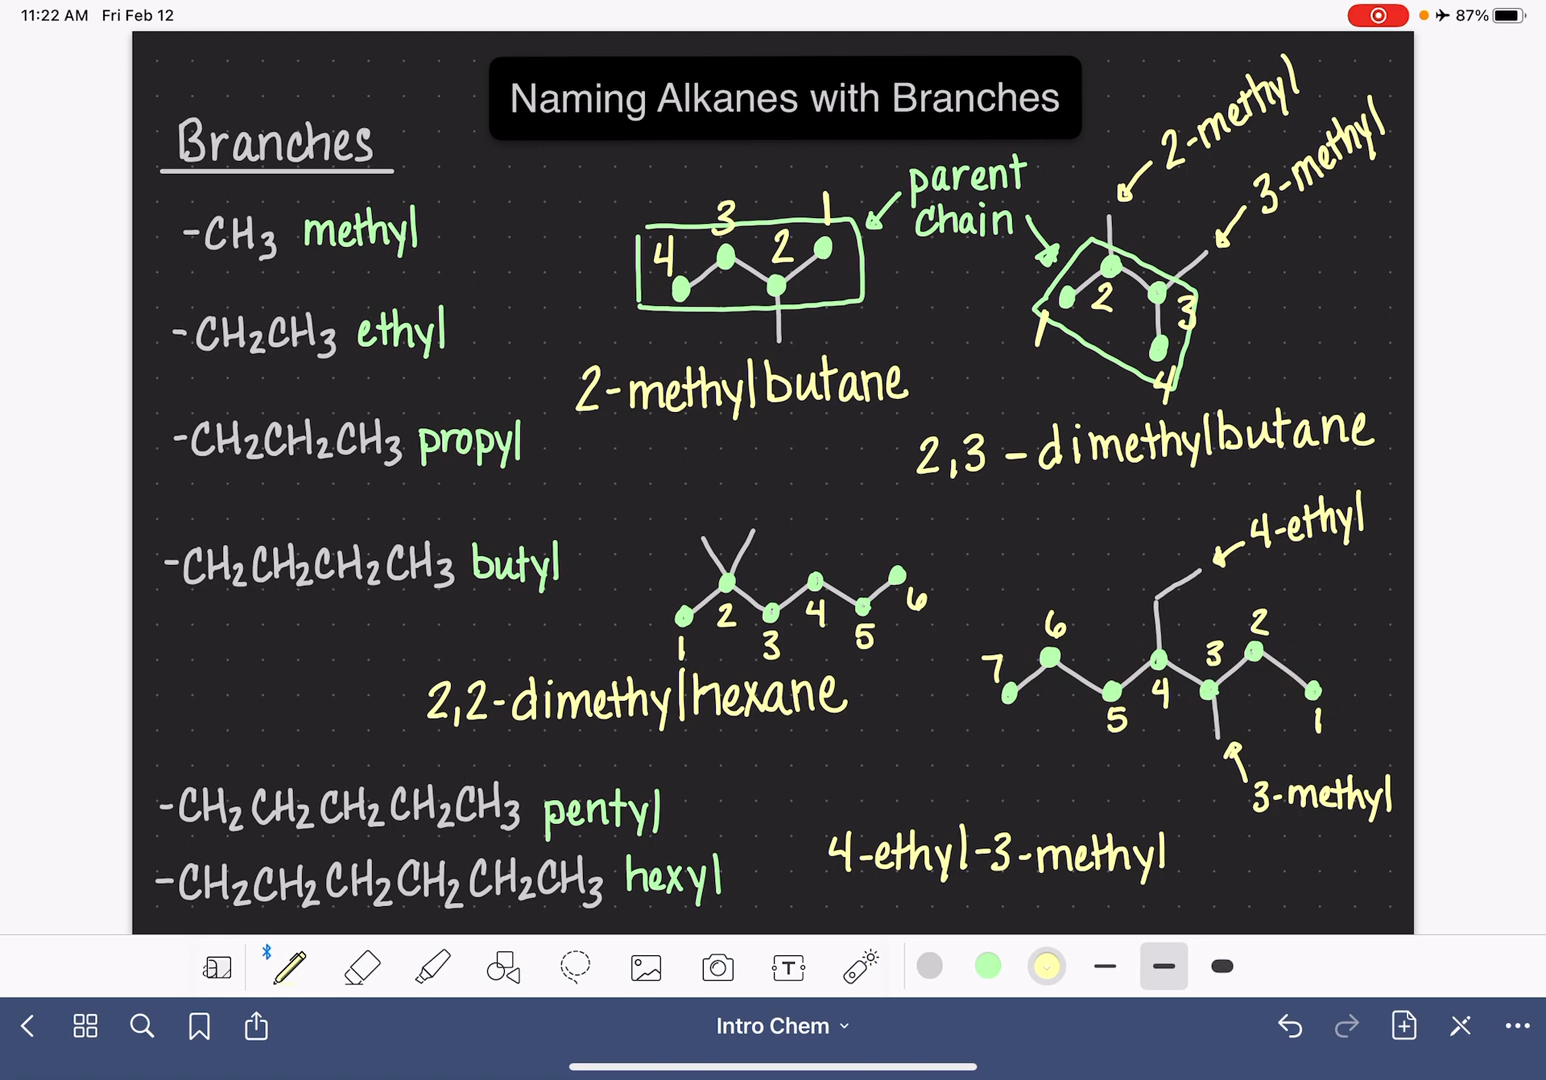 11:22 AM Fri Feb 12
87%
Naming Alkanes with Branches
Branches
-CH3 methyl
-CH2CH3 ethyl
-CH2CH2CH3 propyl
-CH2CH2CH2CH3 butyl
-CH2CH2CH2CH2CH3 pentyl
-CH2CH2CH2CH2CH2CH3 hexyl
4 3 2 1
parent
chain
2-methylbutane
2-methyl
3-methyl
1 2 3 4
2,3-dimethylbutane
1 2 3 4 5 6
2,2-dimethylhexane
4-ethyl
7 6 5 4 3 2 1
3-methyl
4-ethyl-3-methyl
a
T
Intro Chem